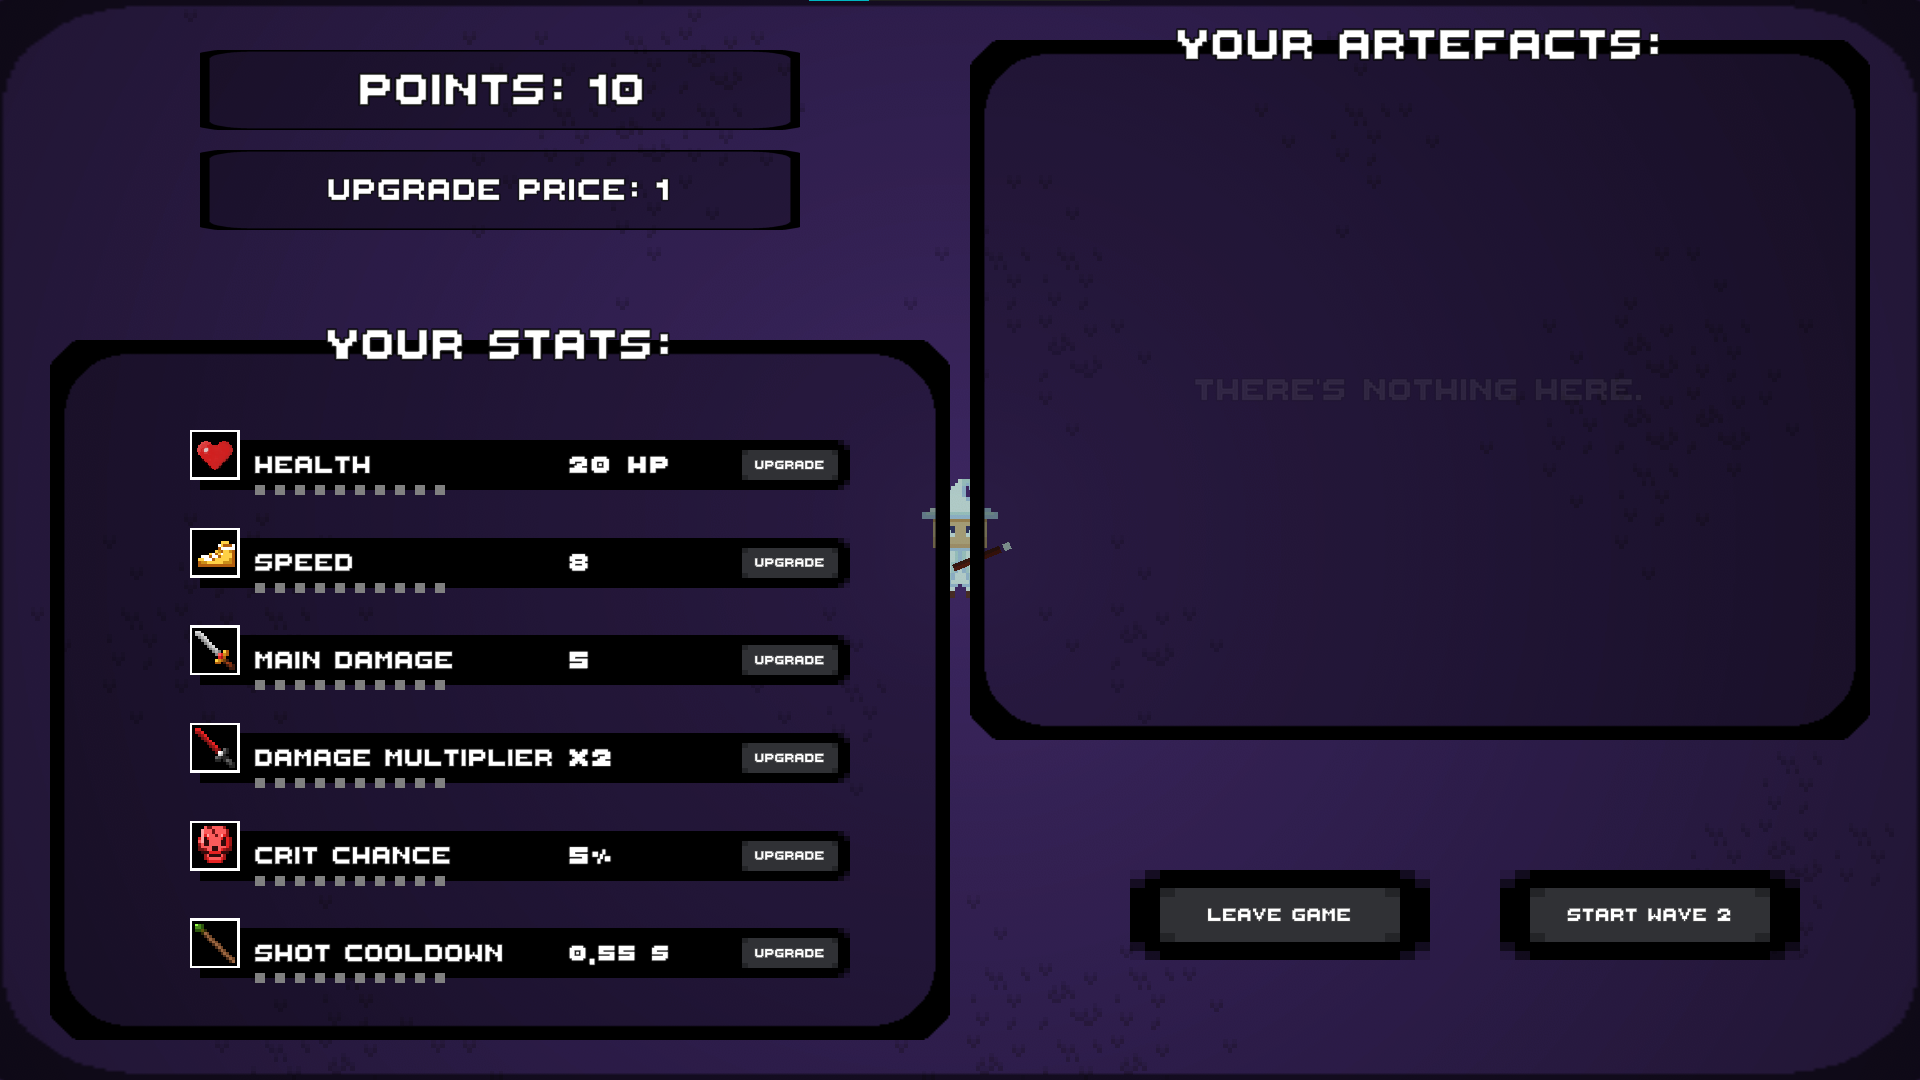 POINTS: 10
UPGRADE PRICE: 1
YOUR STATS:
HEALTH 20 HP UPGRADE
SPEED 8 UPGRADE
MAIN DAMAGE 5 UPGRADE
DAMAGE MULTIPLIER X2 UPGRADE
CRIT CHANCE 5% UPGRADE
SHOT COOLDOWN 0,55 S UPGRADE
YOUR ARTEFACTS:
THERE'S NOTHING HERE.
LEAVE GAME
START WAVE 2